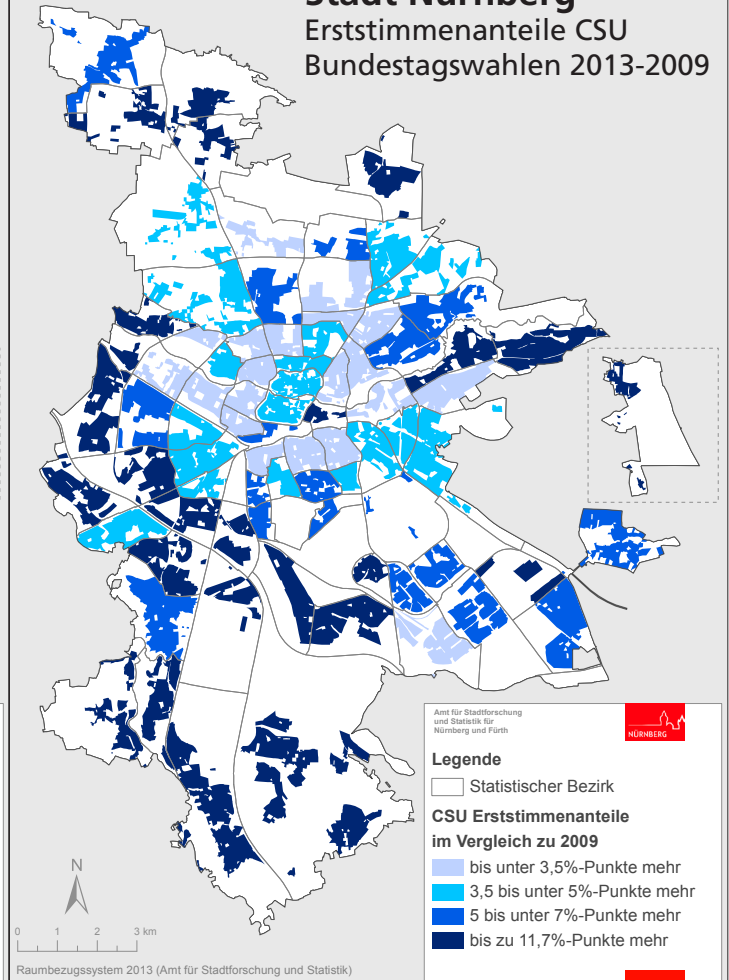 Stadt Nürnberg
Erststimmenanteile CSU
Bundestagswahlen 2013-2009
Amt für Stadtforschung
und Statistik für
Nürnberg und Fürth
NÜRNBERG
Legende
Statistischer Bezirk
CSU Erststimmenanteile
im Vergleich zu 2009
bis unter 3,5%-Punkte mehr
3,5 bis unter 5%-Punkte mehr
5 bis unter 7%-Punkte mehr
bis zu 11,7%-Punkte mehr
N
0 1 2 3 km
Raumbezugssystem 2013 (Amt für Stadtforschung und Statistik)